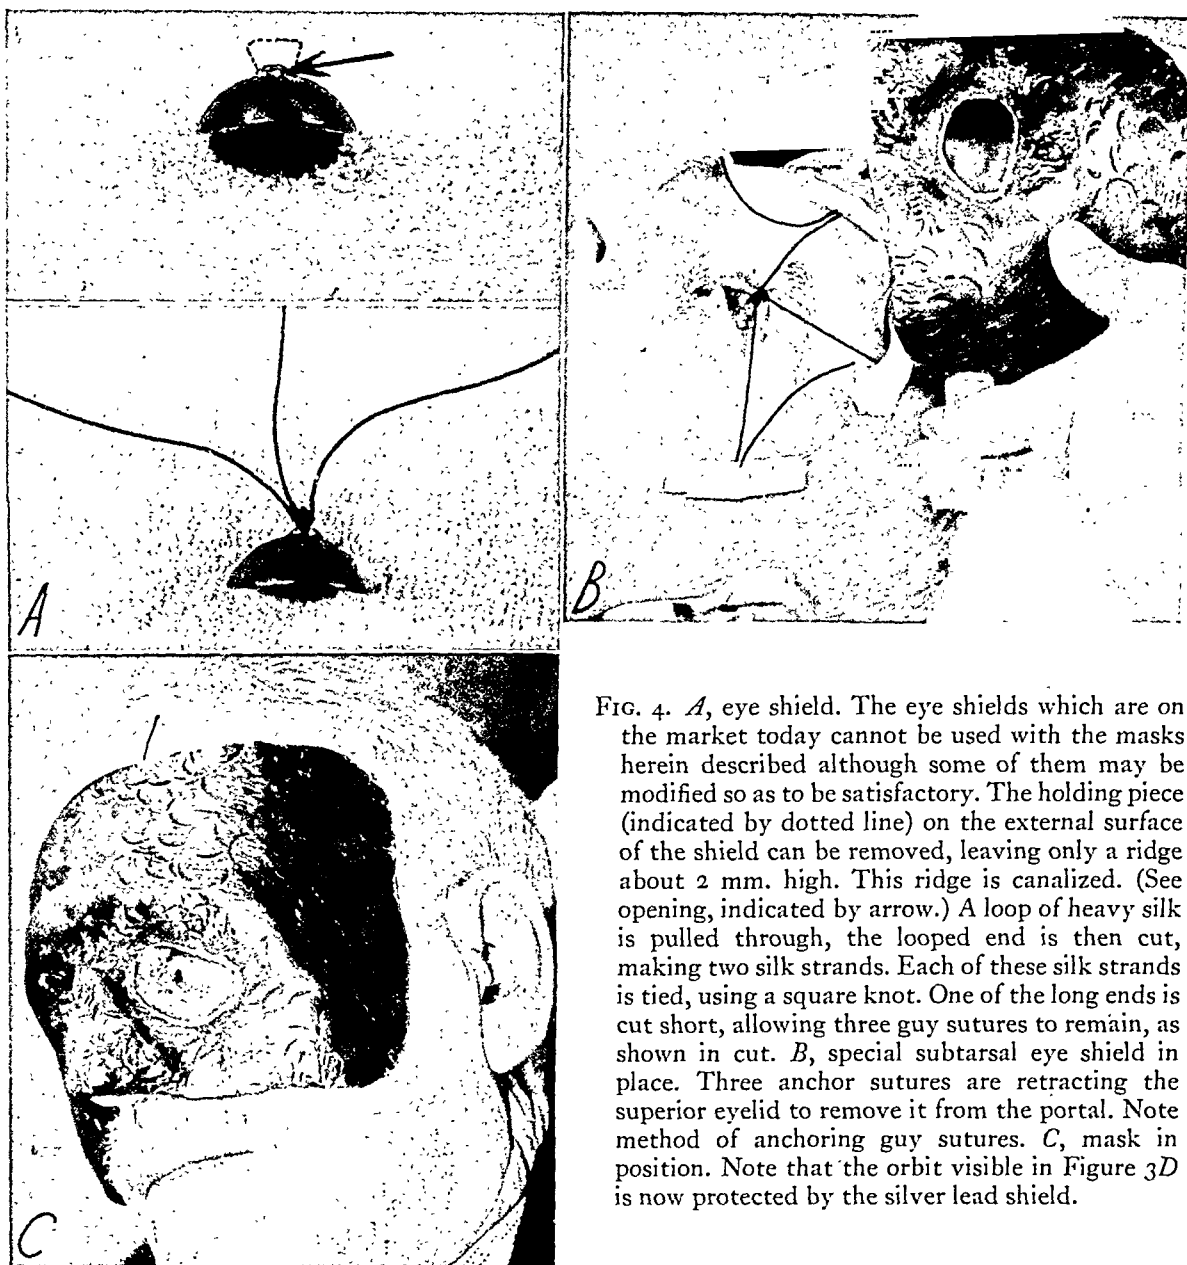 A
B
C
FIG. 4. A, eye shield. The eye shields which are on
the market today cannot be used with the masks
herein described although some of them may be
modified so as to be satisfactory. The holding piece
(indicated by dotted line) on the external surface
of the shield can be removed, leaving only a ridge
about 2 mm. high. This ridge is canalized. (See
opening, indicated by arrow.) A loop of heavy silk
is pulled through, the looped end is then cut,
making two silk strands. Each of these silk strands
is tied, using a square knot. One of the long ends is
cut short, allowing three guy sutures to remain, as
shown in cut. B, special subtarsal eye shield in
place. Three anchor sutures are retracting the
superior eyelid to remove it from the portal. Note
method of anchoring guy sutures. C, mask in
position. Note that the orbit visible in Figure 3D
is now protected by the silver lead shield.